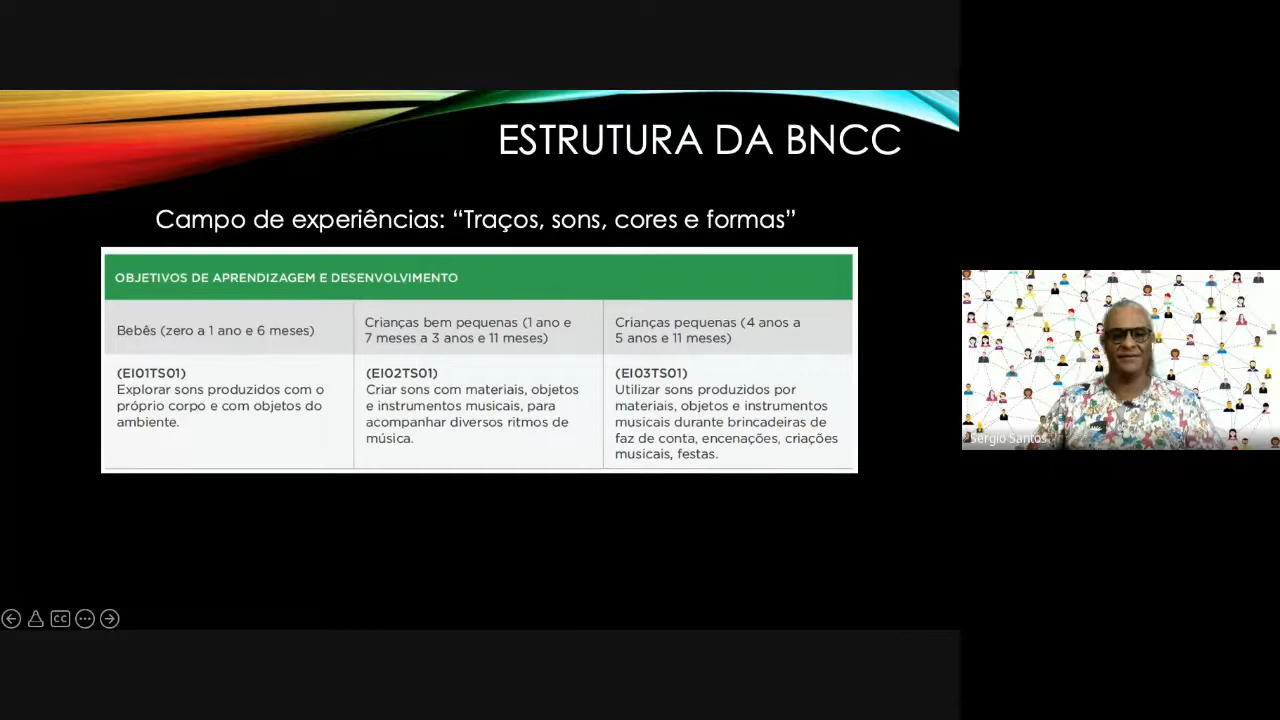 ESTRUTURA DA BNCC
Campo de experiências: “Traços, sons, cores e formas”
OBJETIVOS DE APRENDIZAGEM E DESENVOLVIMENTO
Bebês (zero a 1 ano e 6 meses)
Crianças bem pequenas (1 ano e
7 meses a 3 anos e 11 meses)
Crianças pequenas (4 anos a
5 anos e 11 meses)
(EI01TS01)
Explorar sons produzidos com o
próprio corpo e com objetos do
ambiente.
(EI02TS01)
Criar sons com materiais, objetos
e instrumentos musicais, para
acompanhar diversos ritmos de
música.
(EI03TS01)
Utilizar sons produzidos por
materiais, objetos e instrumentos
musicais durante brincadeiras de
faz de conta, encenações, criações
musicais, festas.
Sergio Santos
CC